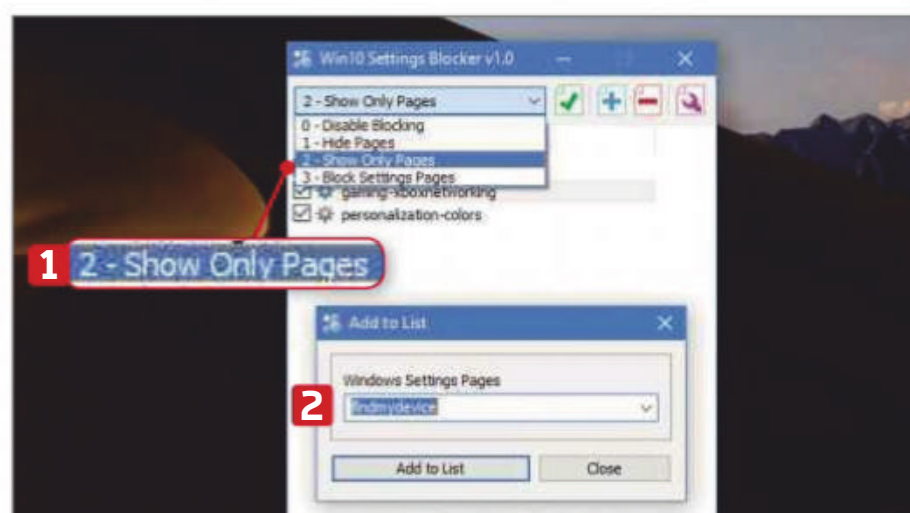 Win10 Settings Blocker v1.0
2 - Show Only Pages
0 - Disable Blocking
1 - Hide Pages
2 - Show Only Pages
3 - Block Settings Pages
gaming-xboxnetworking
personalization-colors
1 2 - Show Only Pages
Add to List
Windows Settings Pages
2 findmydevice
Add to List Close